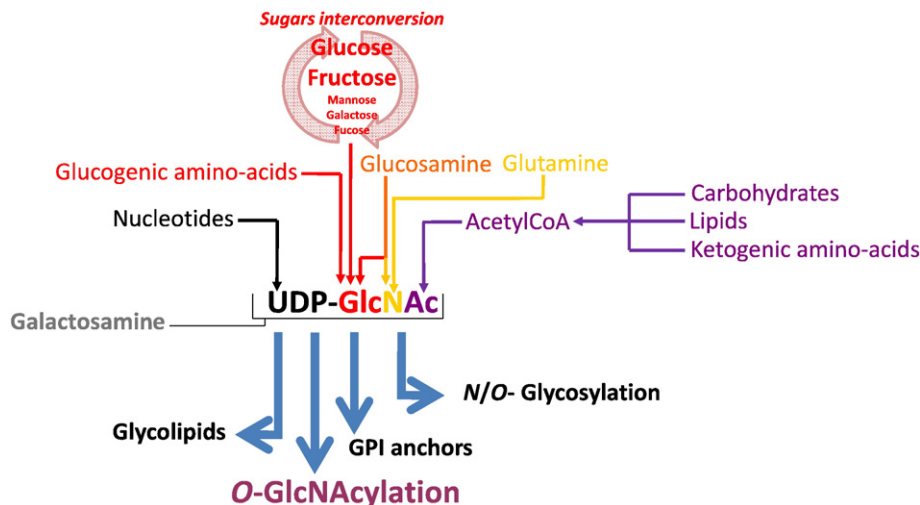 Sugars interconversion
Glucose
Fructose
Mannose
Galactose
Fucose
Glucogenic amino-acids
Glucosamine
Glutamine
Nucleotides
AcetylCoA
Carbohydrates
Lipids
Ketogenic amino-acids
UDP-GlcNAc
Galactosamine
N/O- Glycosylation
Glycolipids
GPI anchors
O-GlcNAcylation